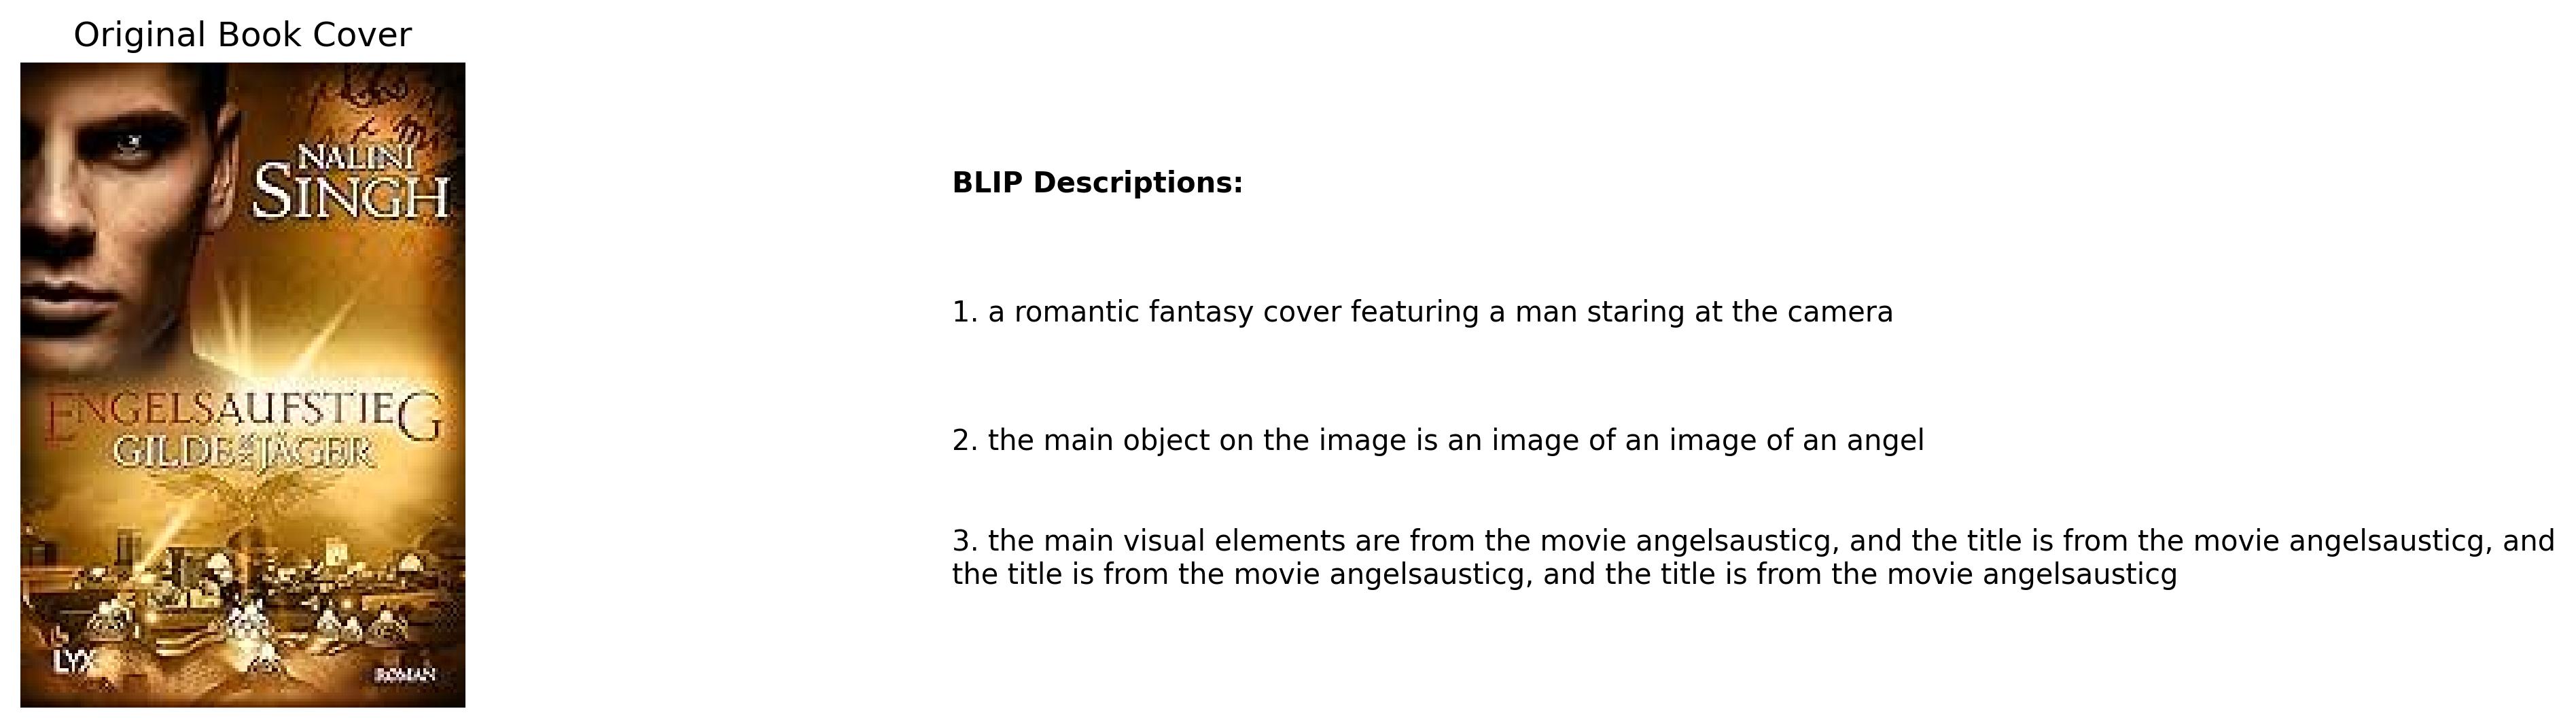 Original Book Cover
NALINI
SINGH
ENGELSAUFSTIEG
GILDE DER JÄGER
LYX
ROMAN
BLIP Descriptions:
1. a romantic fantasy cover featuring a man staring at the camera
2. the main object on the image is an image of an image of an angel
3. the main visual elements are from the movie angelsausticg, and the title is from the movie angelsausticg, and
the title is from the movie angelsausticg, and the title is from the movie angelsausticg